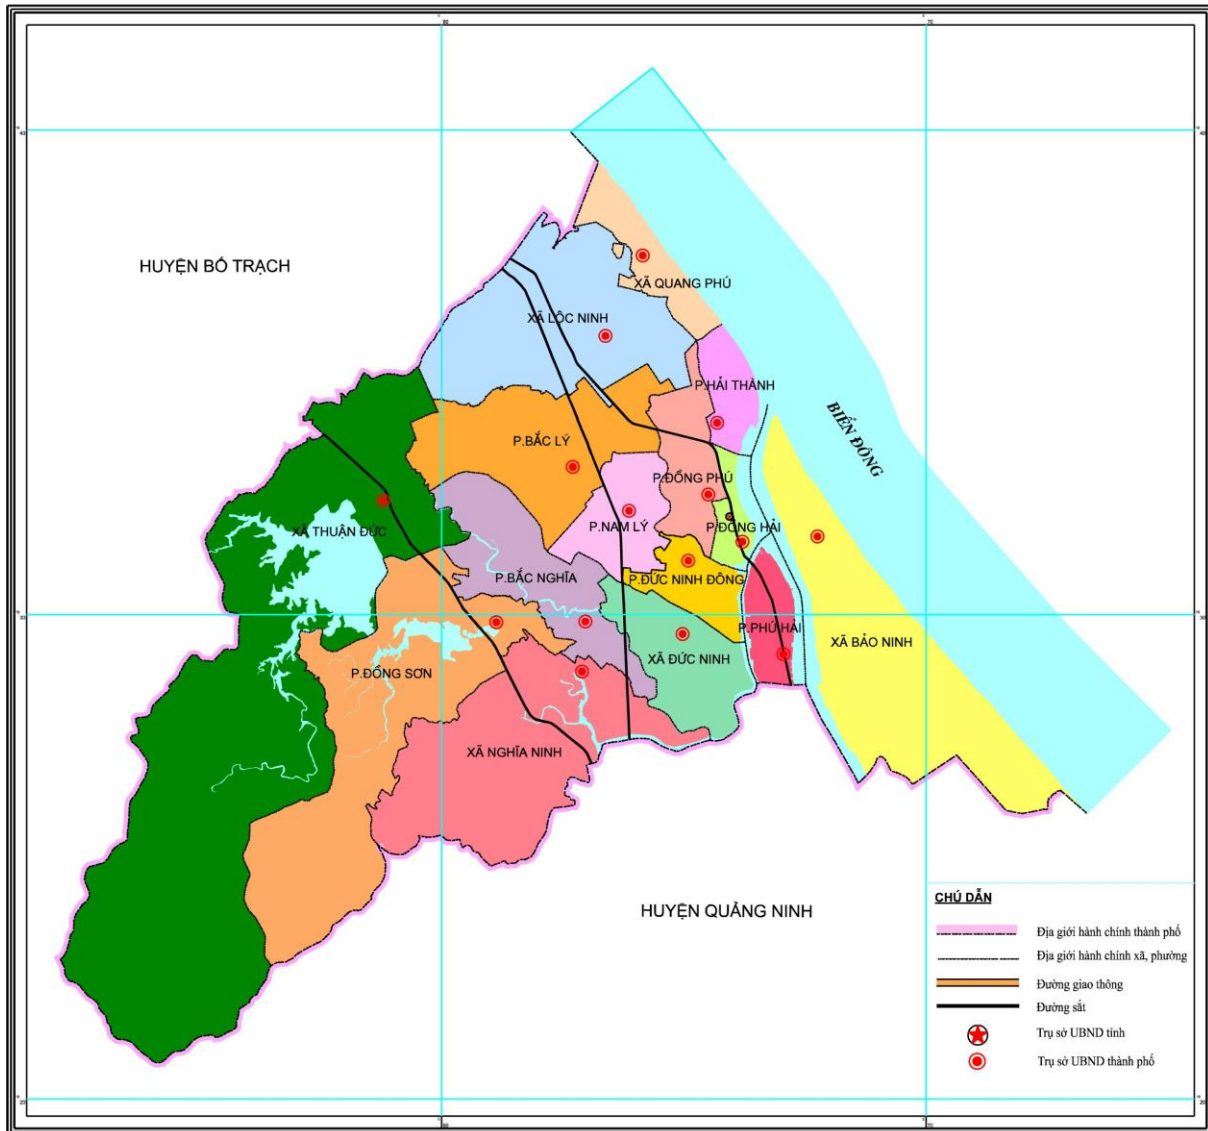 HUYỆN BỐ TRẠCH
XÃ QUANG PHÚ
XÃ LỘC NINH
P.HẢI THÀNH
BIỂN ĐÔNG
P.BẮC LÝ
P.ĐỒNG PHÚ
P.NAM LÝ
P.ĐỒNG HẢI
XÃ THUẬN ĐỨC
P.BẮC NGHĨA
P.ĐỨC NINH ĐÔNG
P.PHÚ HẢI
XÃ BẢO NINH
XÃ ĐỨC NINH
P.ĐỒNG SƠN
XÃ NGHĨA NINH
HUYỆN QUẢNG NINH
CHÚ DẪN
Địa giới hành chính thành phố
Địa giới hành chính xã, phường
Đường giao thông
Đường sắt
Trụ sở UBND tỉnh
Trụ sở UBND thành phố